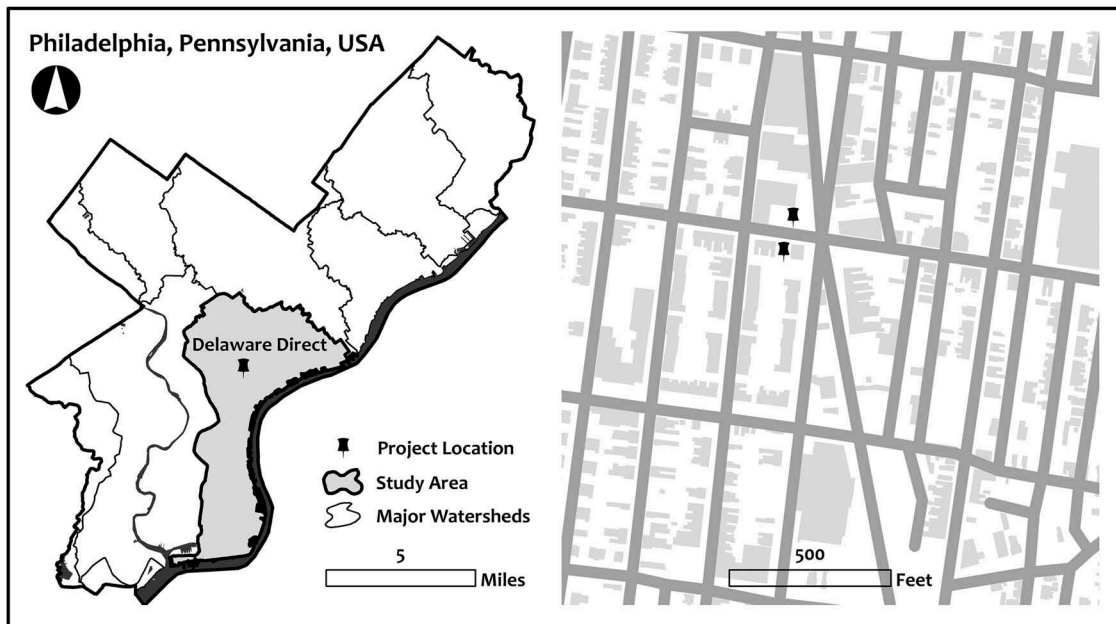 Philadelphia, Pennsylvania, USA
Delaware Direct
Project Location
Study Area
Major Watersheds
5
Miles
500
Feet